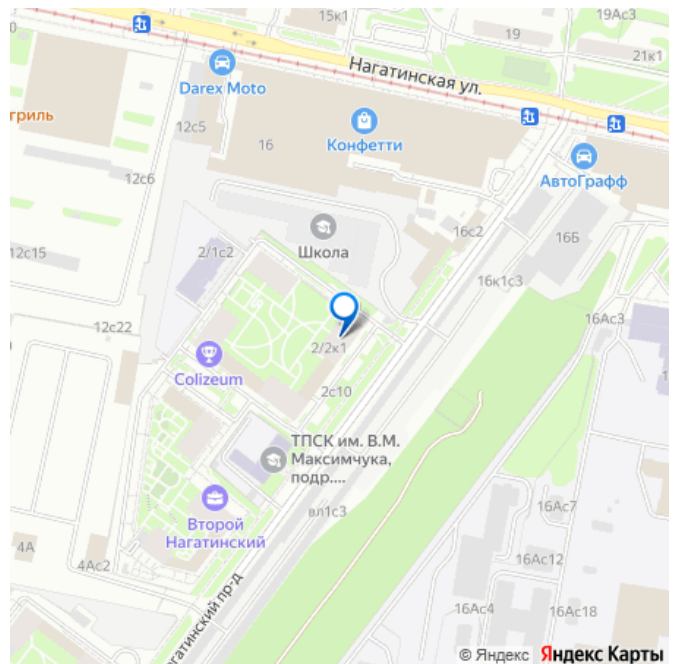 15к1
19Ас3
19
21к1
Нагатинская ул.
Darex Moto
гриль
12с5
16
Конфетти
АвтоГрафф
12с6
16с2
16Б
Школа
2/1с2
12с15
16к1с3
16Ас3
12с22
2/2к1
Colizeum
2с10
ТПСК им. В.М.
Максимчука,
подр....
Второй
Нагатинский
вл1с3
16Ас7
4А
4Ас2
16Ас12
16Ас4
16Ас18
агатинский пр-д
© Яндекс Яндекс Карты